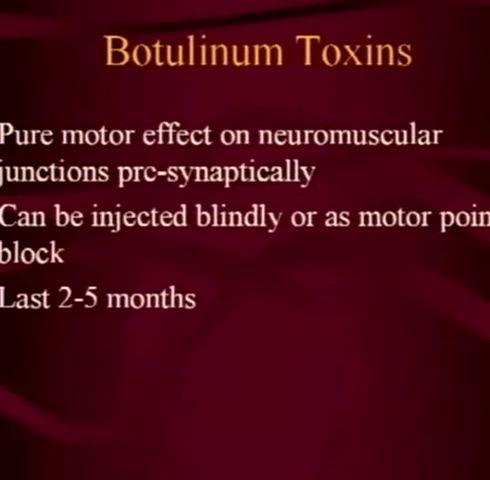 Botulinum Toxins
Pure motor effect on neuromuscular
junctions pre-synaptically
Can be injected blindly or as motor poin
block
Last 2-5 months